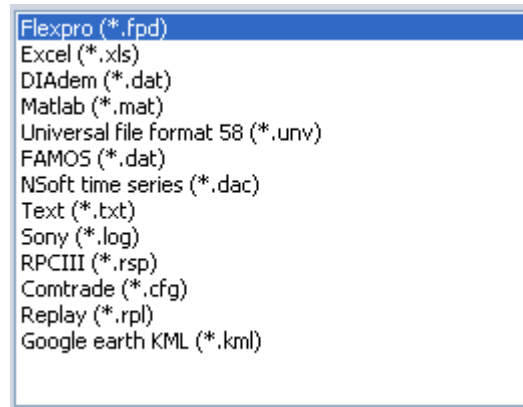 Flexpro (*.fpd)
Excel (*.xls)
DIAdem (*.dat)
Matlab (*.mat)
Universal file format 58 (*.unv)
FAMOS (*.dat)
NSoft time series (*.dac)
Text (*.txt)
Sony (*.log)
RPCIII (*.rsp)
Comtrade (*.cfg)
Replay (*.rpl)
Google earth KML (*.kml)